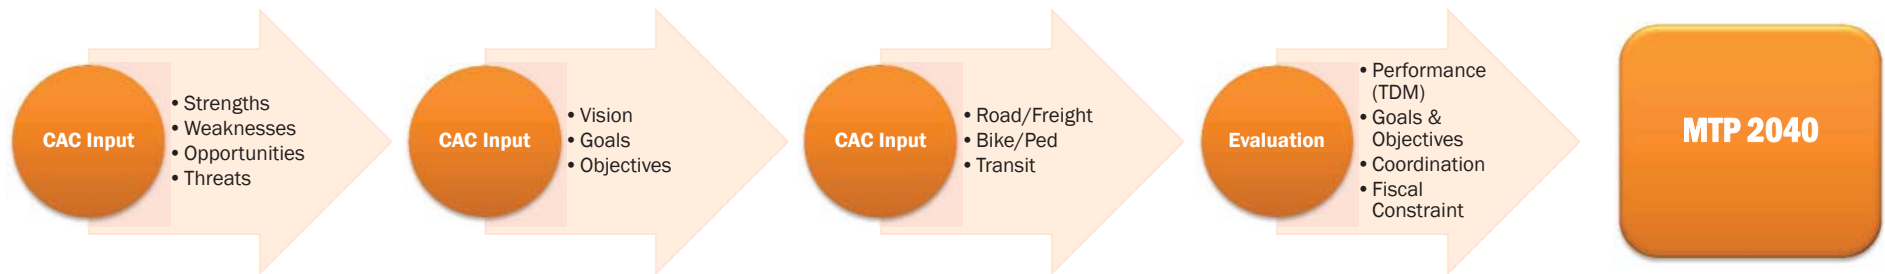 CAC Input
• Strengths
• Weaknesses
• Opportunities
• Threats
CAC Input
• Vision
• Goals
• Objectives
CAC Input
• Road/Freight
• Bike/Ped
• Transit
Evaluation
• Performance
(TDM)
• Goals &
Objectives
• Coordination
• Fiscal
Constraint
MTP 2040